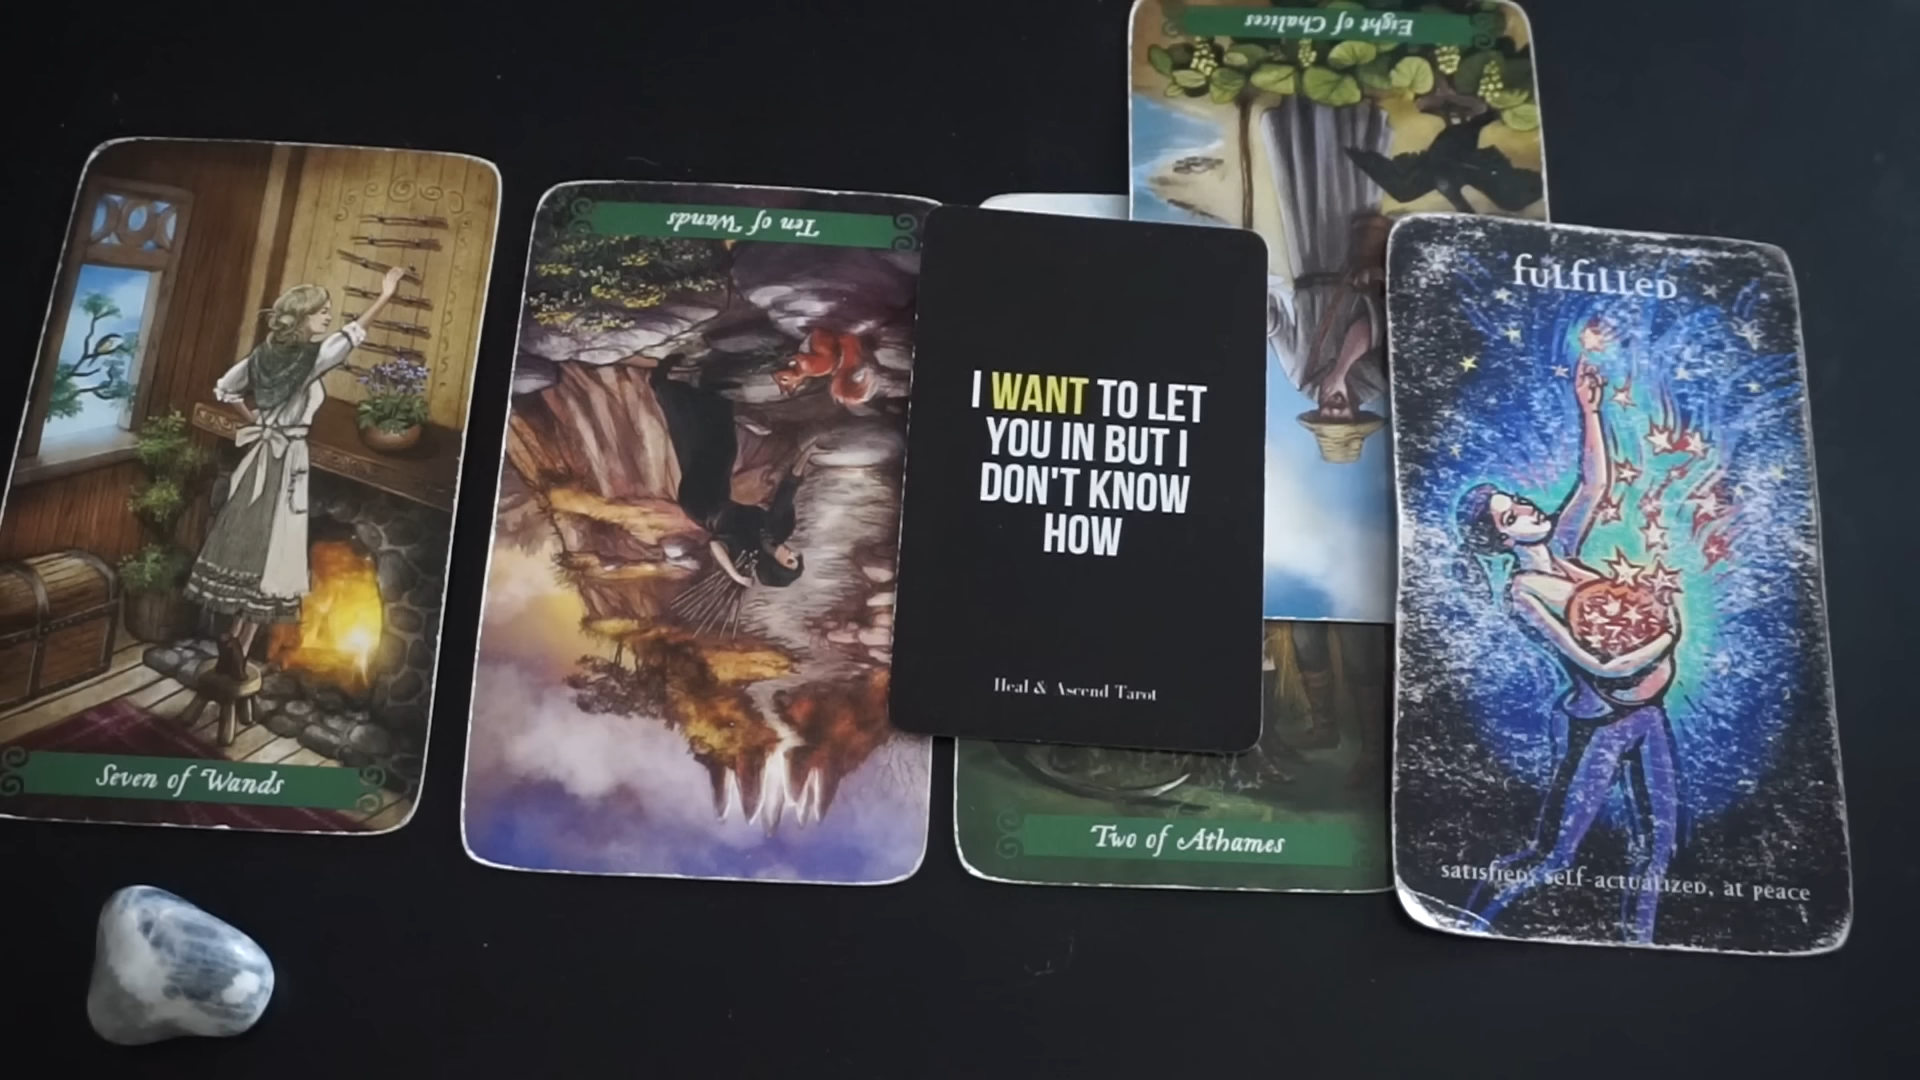 Eight of Chalices
Ten of Wands
fulfilled
I WANT TO LET
YOU IN BUT I
DON'T KNOW
HOW
Heal & Ascend Tarot
Seven of Wands
Two of Athames
satisfied, self-actualized, at peace